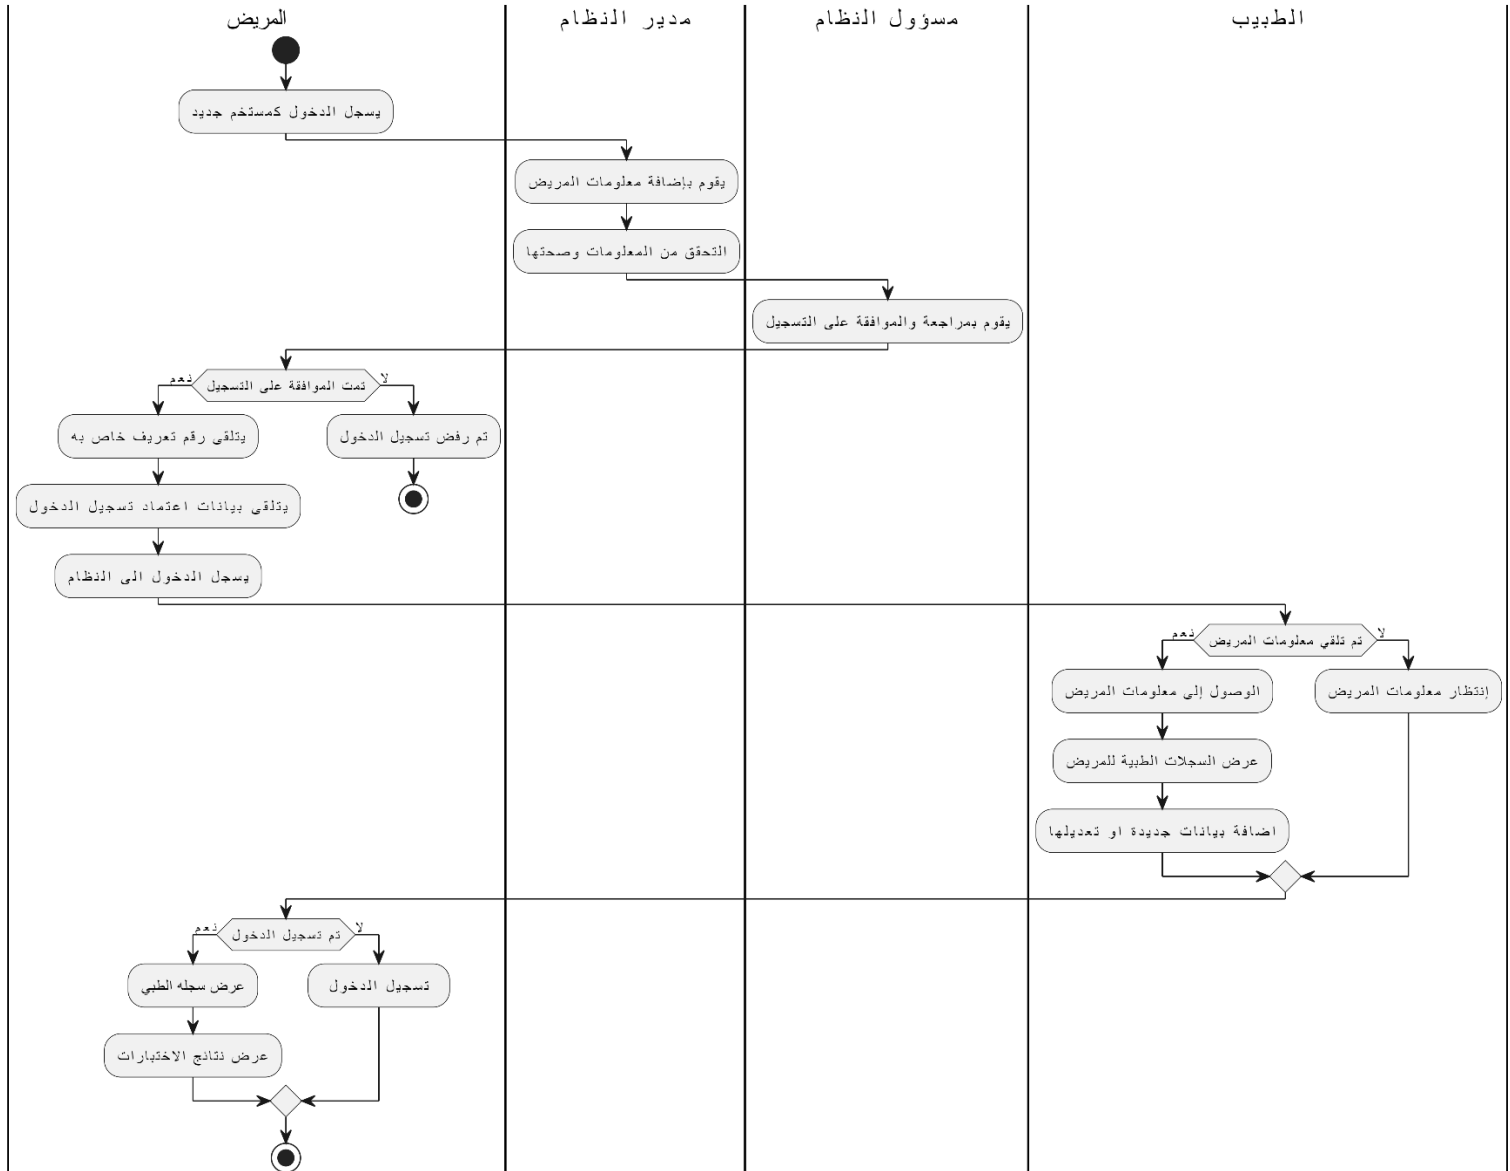 المريض
مدير النظام
مسؤول النظام
الطبيب
يسجل الدخول كمستخم جديد
يقوم بإضافة معلومات المريض
التحقق من المعلومات وصحتها
يقوم بمراجعة والموافقة على التسجيل
تمت الموافقة على التسجيل
نعم
لا
يتلقى رقم تعريف خاص به
تم رفض تسجيل الدخول
يتلقى بيانات اعتماد تسجيل الدخول
يسجل الدخول الى النظام
تم تلقي معلومات المريض
نعم
لا
الوصول إلى معلومات المريض
إنتظار معلومات المريض
عرض السجلات الطبية للمريض
اضافة بيانات جديدة او تعديلها
تم تسجيل الدخول
نعم
لا
عرض سجله الطبي
تسجيل الدخول
عرض نتائج الاختبارات